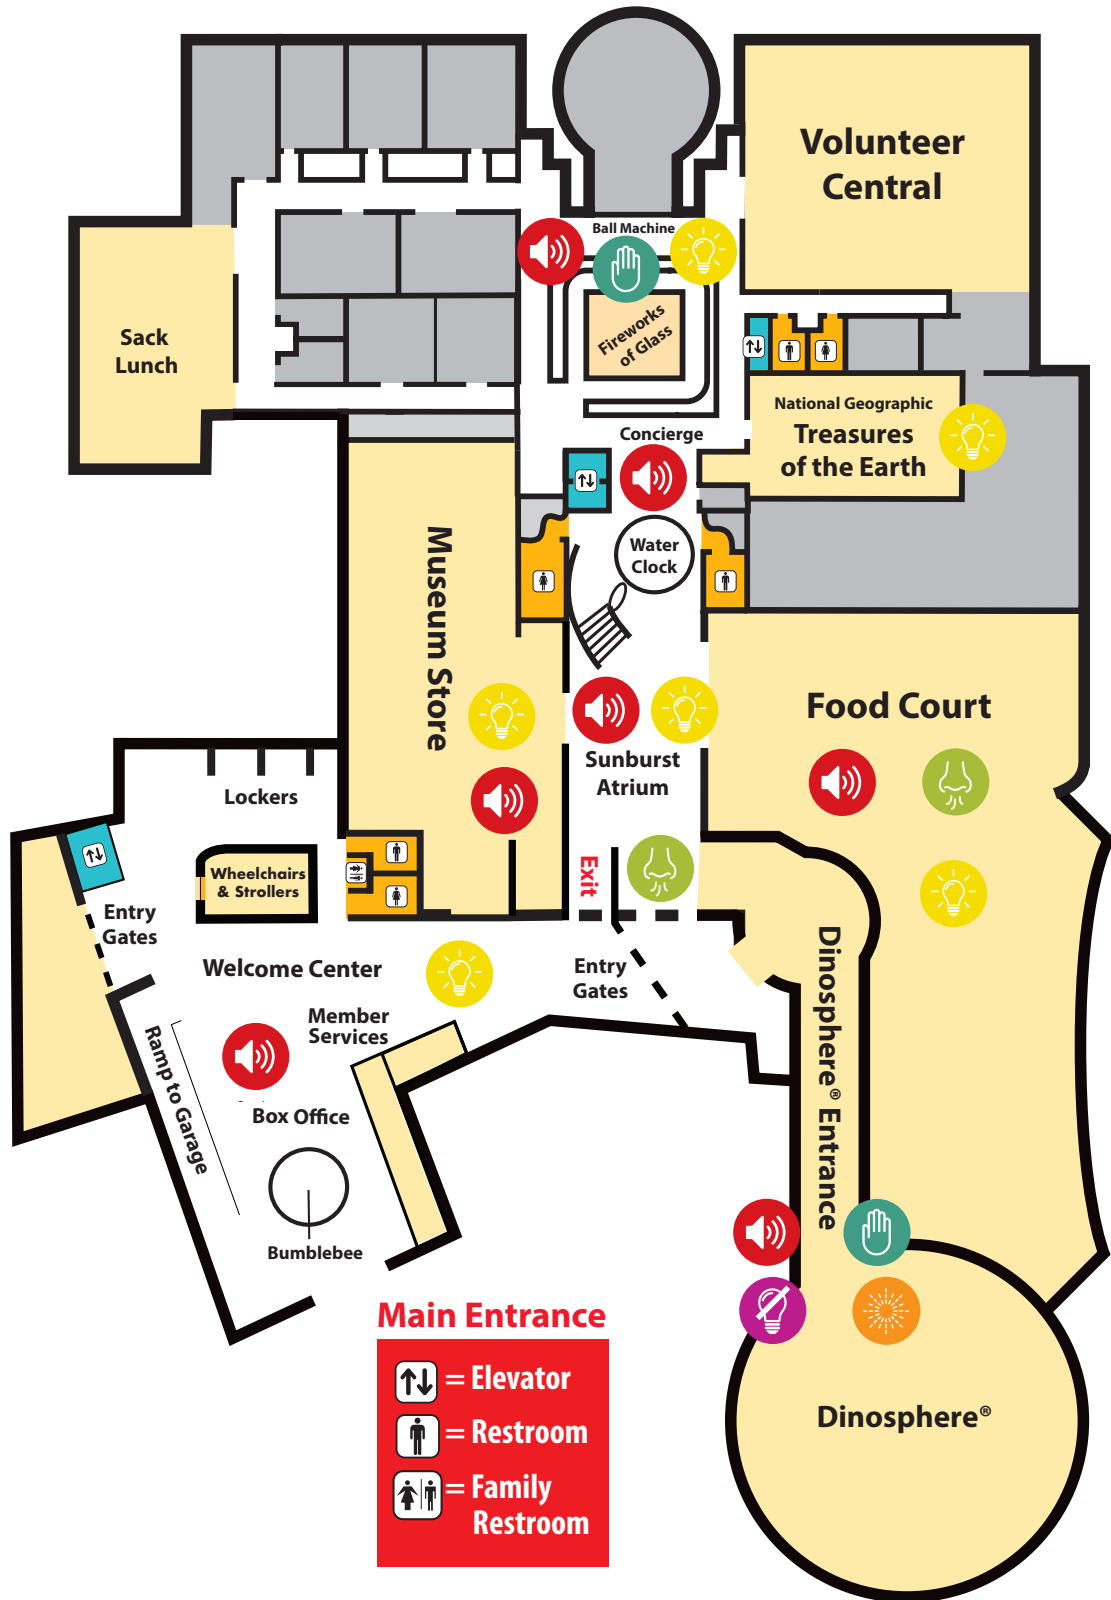 Volunteer
Central
Ball Machine
Fireworks
of Glass
Sack
Lunch
National Geographic
Treasures
of the Earth
Concierge
Water
Clock
Museum Store
Food Court
Sunburst
Atrium
Lockers
Exit
Wheelchairs
& Strollers
Entry
Gates
Welcome Center
Entry
Gates
Dinosphere® Entrance
Member
Services
Ramp to Garage
Box Office
Bumblebee
Main Entrance
= Elevator
= Restroom
= Family
Restroom
Dinosphere®